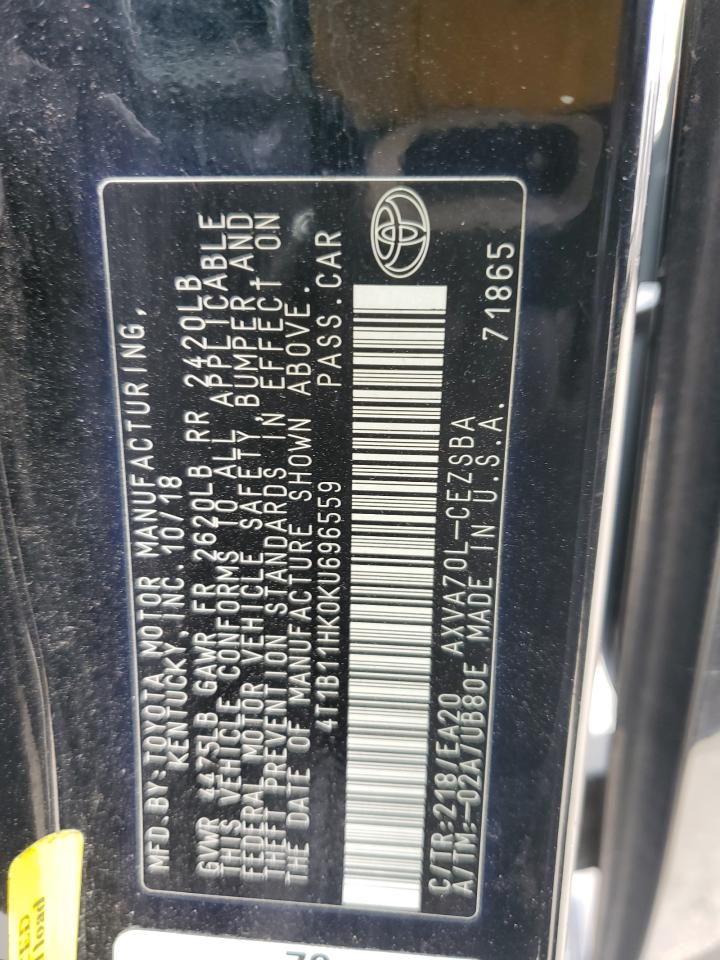 MFD.BY:TOYOTA MOTOR MANUFACTURING,
KENTUCKY, INC. 10/18
GVWR 4475LB GAWR FR 2620LB RR 2420LB
THIS VEHICLE CONFORMS TO ALL APPLICABLE
FEDERAL MOTOR VEHICLE SAFETY, BUMPER, AND
THEFT PREVENTION STANDARDS IN EFFECT ON
THE DATE OF MANUFACTURE SHOWN ABOVE.
4T1B11HK0KU696559 PASS.CAR
C/TR:218/EA20 AXVA70L-CEZSBA
A/TM:-02A/UB80E MADE IN U.S.A. 71865
load